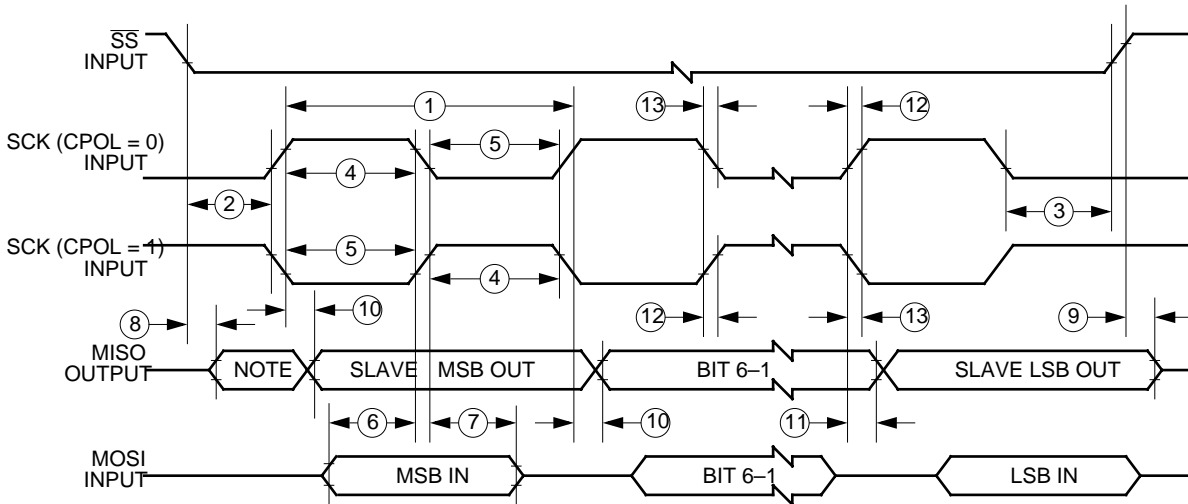 SS
INPUT
1
13
12
SCK (CPOL = 0)
INPUT
5
4
2
3
SCK (CPOL = 1)
INPUT
5
4
8
10
12
13
9
MISO
OUTPUT
NOTE
SLAVE MSB OUT
BIT 6–1
SLAVE LSB OUT
6
7
10
11
MOSI
INPUT
MSB IN
BIT 6–1
LSB IN